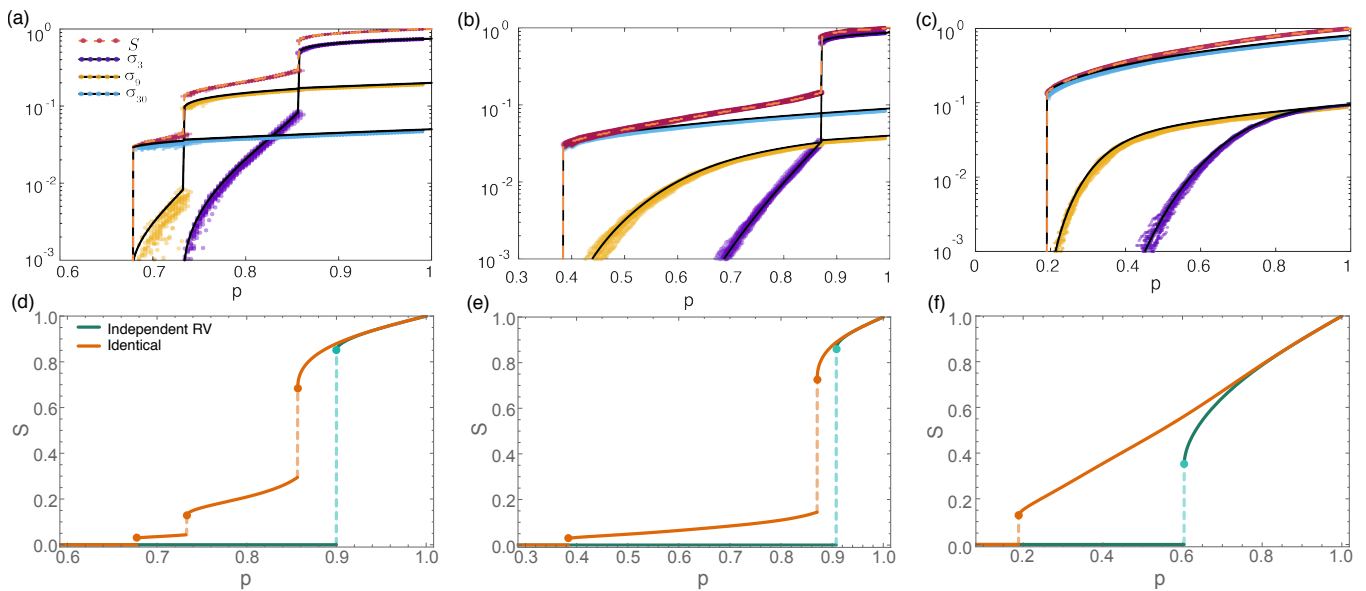 (a)
10^0
10^-1
10^-2
10^-3
S
σ_3
σ_9
σ_30
0.6 0.7 0.8 0.9 1
p
(b)
10^0
10^-1
10^-2
10^-3
0.3 0.4 0.5 0.6 0.7 0.8 0.9 1
p
(c)
10^0
10^-1
10^-2
10^-3
0 0.2 0.4 0.6 0.8 1
p
(d)
S
1.0
0.8
0.6
0.4
0.2
0.0
Independent RV
Identical
0.6 0.7 0.8 0.9 1.0
p
(e)
S
1.0
0.8
0.6
0.4
0.2
0.0
0.3 0.4 0.5 0.6 0.7 0.8 0.9 1.0
p
(f)
S
1.0
0.8
0.6
0.4
0.2
0.0
0.2 0.4 0.6 0.8 1.0
p